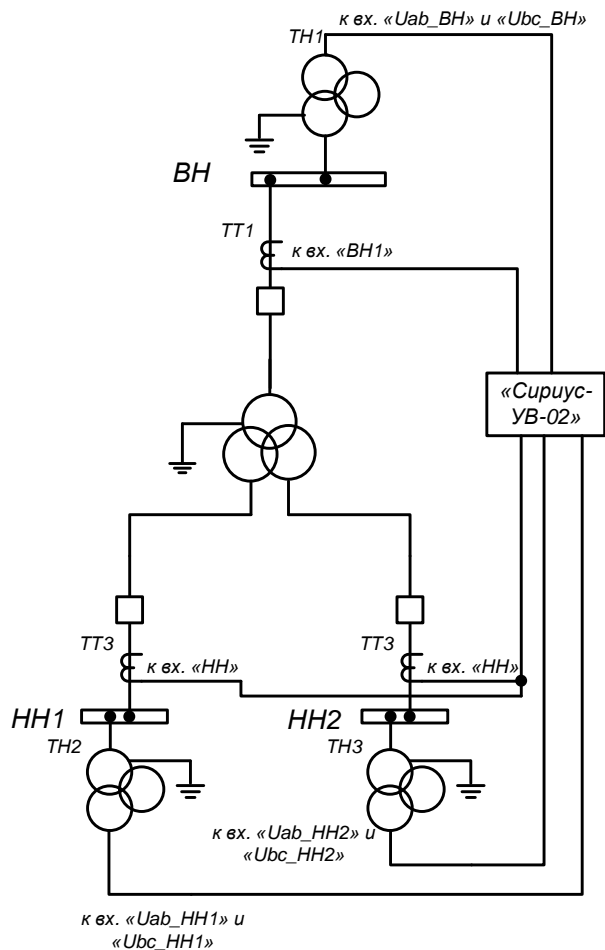 к вх. «Uab_ВН» и «Ubc_ВН»
ТН1
ВН
ТТ1
к вх. «ВН1»
«Сириус-
УВ-02»
ТТ3
к вх. «НН»
ТТ3
к вх. «НН»
НН1
НН2
ТН2
ТН3
к вх. «Uab_НН2» и
«Ubc_НН2»
к вх. «Uab_НН1» и
«Ubc_НН1»